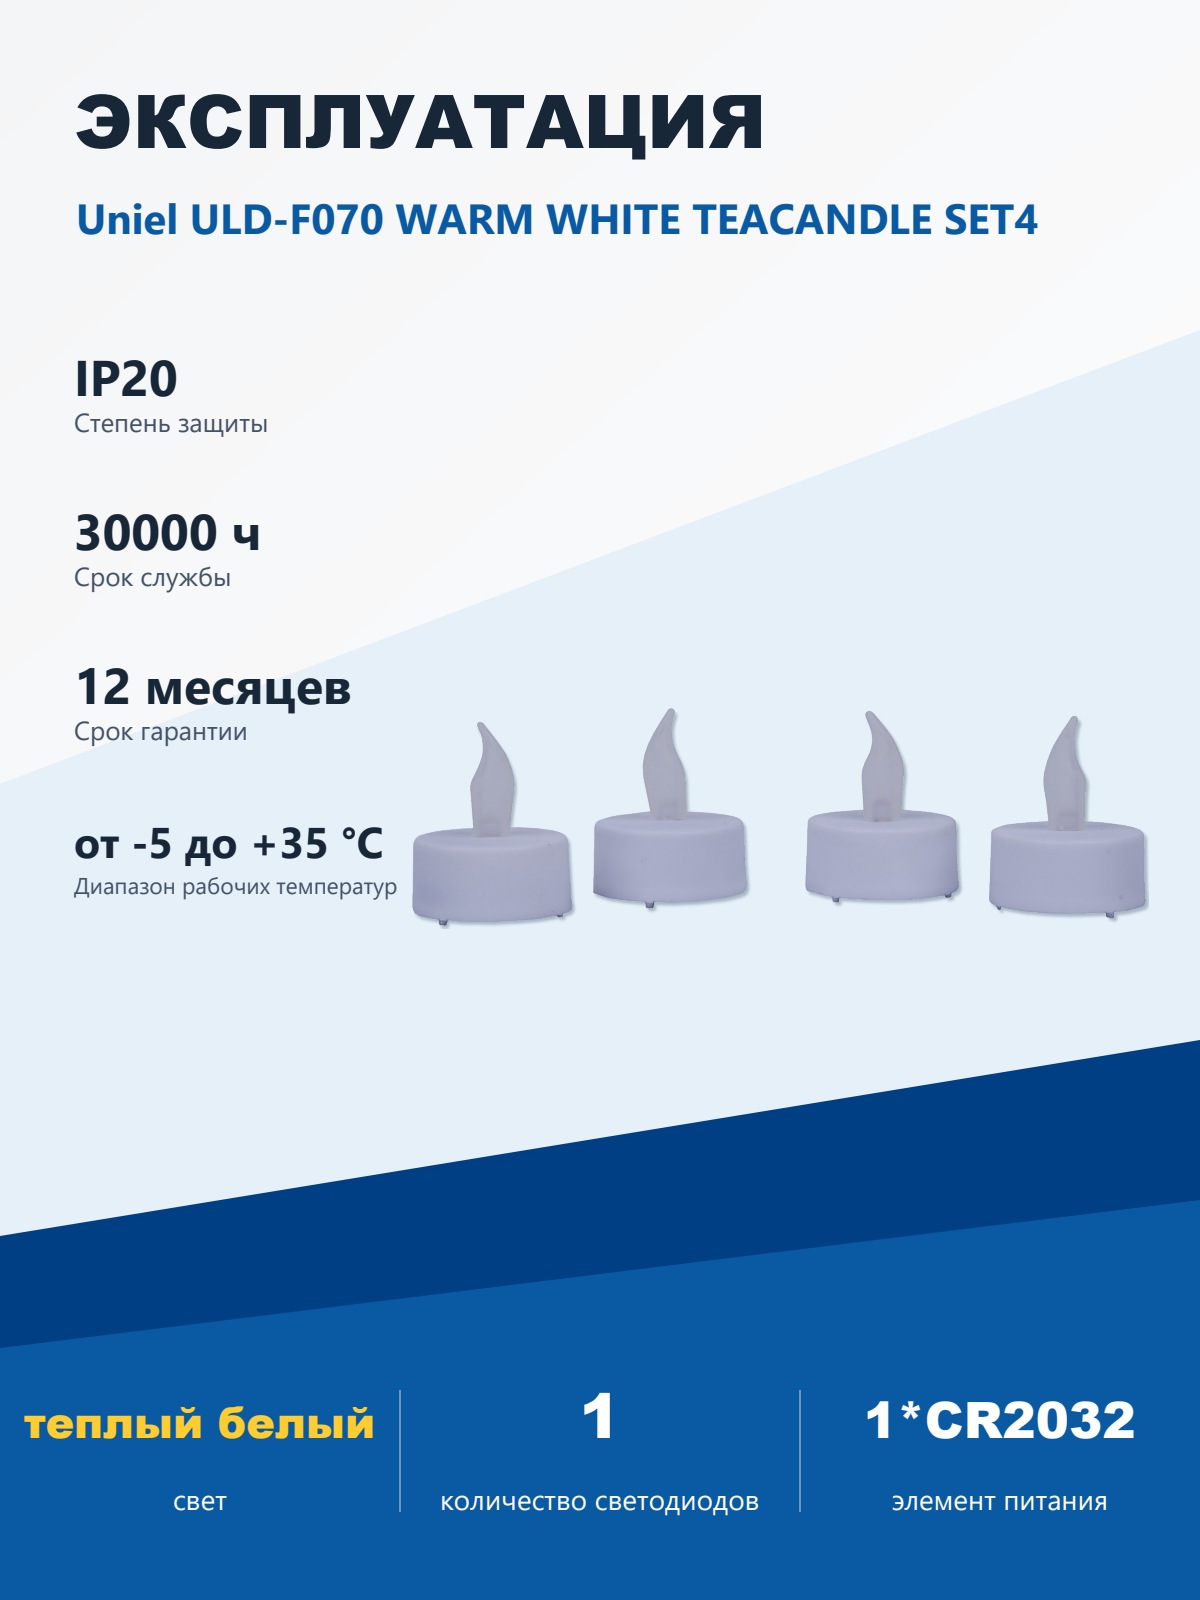 ЭКСПЛУАТАЦИЯ
Uniel ULD-F070 WARM WHITE TEACANDLE SET4
IP20
Степень защиты
30000 ч
Срок службы
12 месяцев
Срок гарантии
от -5 до +35 °C
Диапазон рабочих температур
теплый белый
свет
1
количество светодиодов
1*CR2032
элемент питания